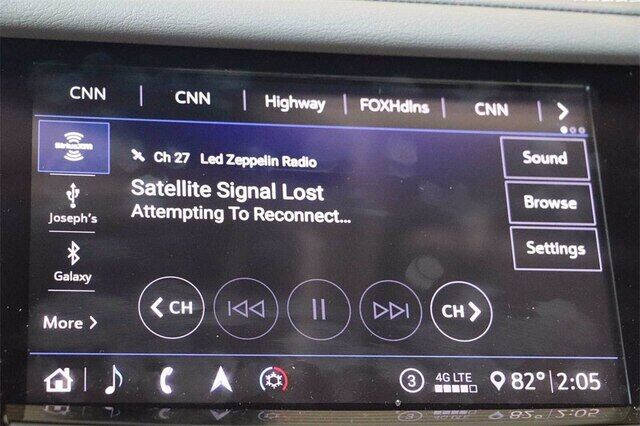 CNN CNN Highway FOXHdlns CNN
SiriusXM
Ch 27 Led Zeppelin Radio
Sound
Satellite Signal Lost
Joseph's
Attempting To Reconnect...
Browse
Galaxy
Settings
More
CH CH
3 4G LTE 82° 2:05